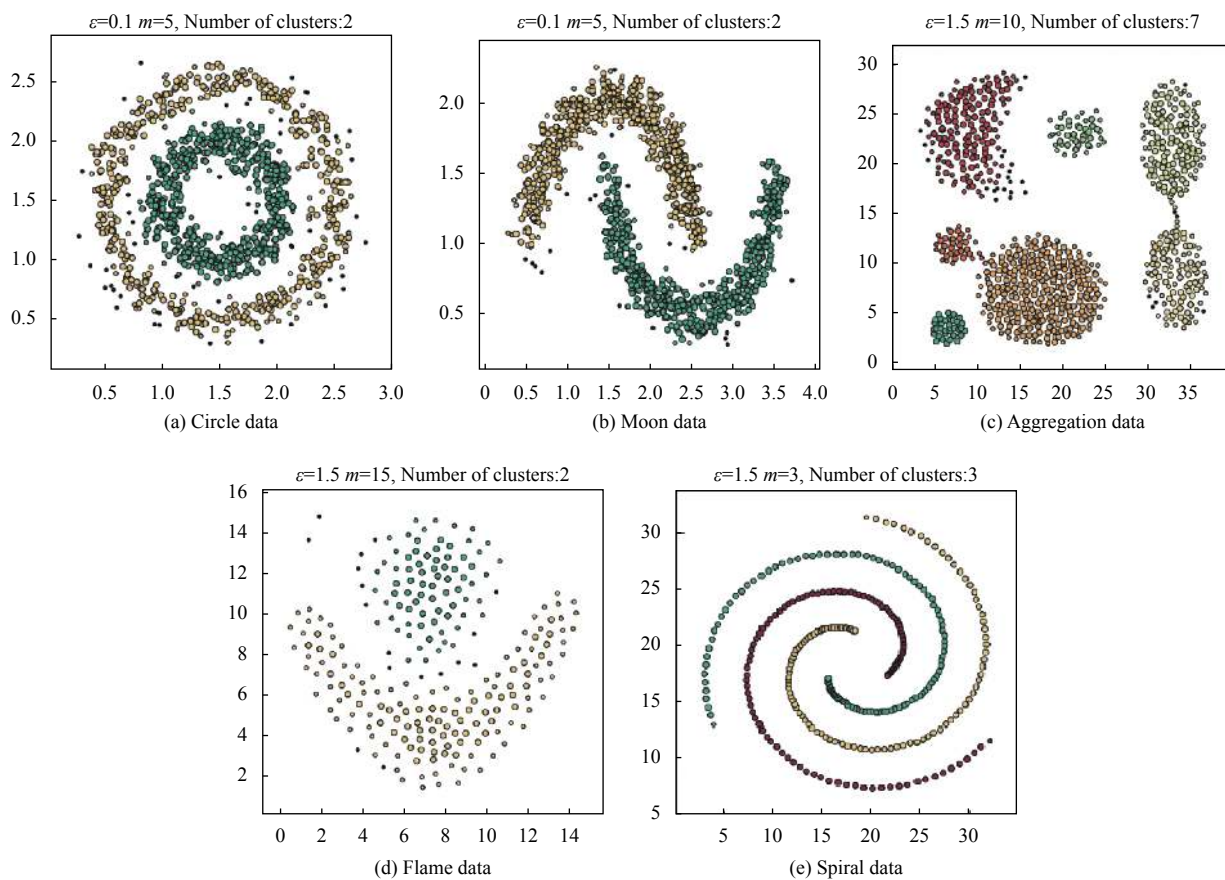 ε=0.1 m=5, Number of clusters:2
2.5
2.0
1.5
1.0
0.5
0.5 1.0 1.5 2.0 2.5 3.0
(a) Circle data
ε=0.1 m=5, Number of clusters:2
2.0
1.5
1.0
0.5
0 0.5 1.0 1.5 2.0 2.5 3.0 3.5 4.0
(b) Moon data
ε=1.5 m=10, Number of clusters:7
30
25
20
15
10
5
0
0 5 10 15 20 25 30 35
(c) Aggregation data
ε=1.5 m=15, Number of clusters:2
16
14
12
10
8
6
4
2
0 2 4 6 8 10 12 14
(d) Flame data
ε=1.5 m=3, Number of clusters:3
30
25
20
15
10
5
5 10 15 20 25 30
(e) Spiral data